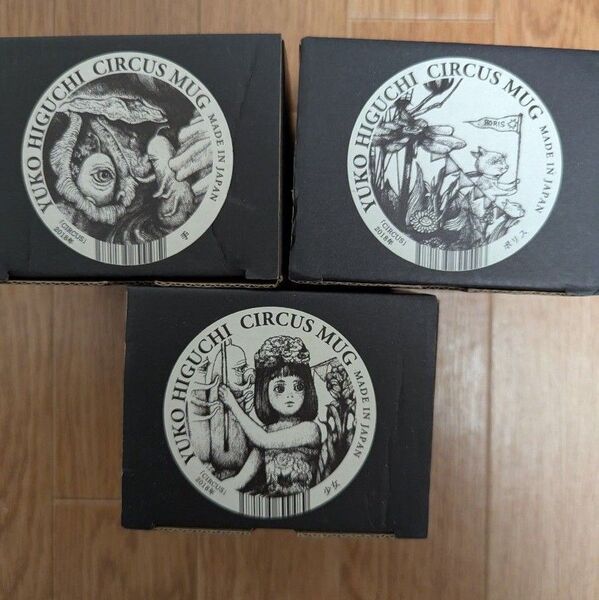 YUKO HIGUCHI CIRCUS MUG
MADE IN JAPAN
「CIRCUS」
2018年
手
YUKO HIGUCHI CIRCUS MUG
MADE IN JAPAN
BORIS
「CIRCUS」
2018年
ボリス
YUKO HIGUCHI CIRCUS MUG
MADE IN JAPAN
「CIRCUS」
2018年
少女